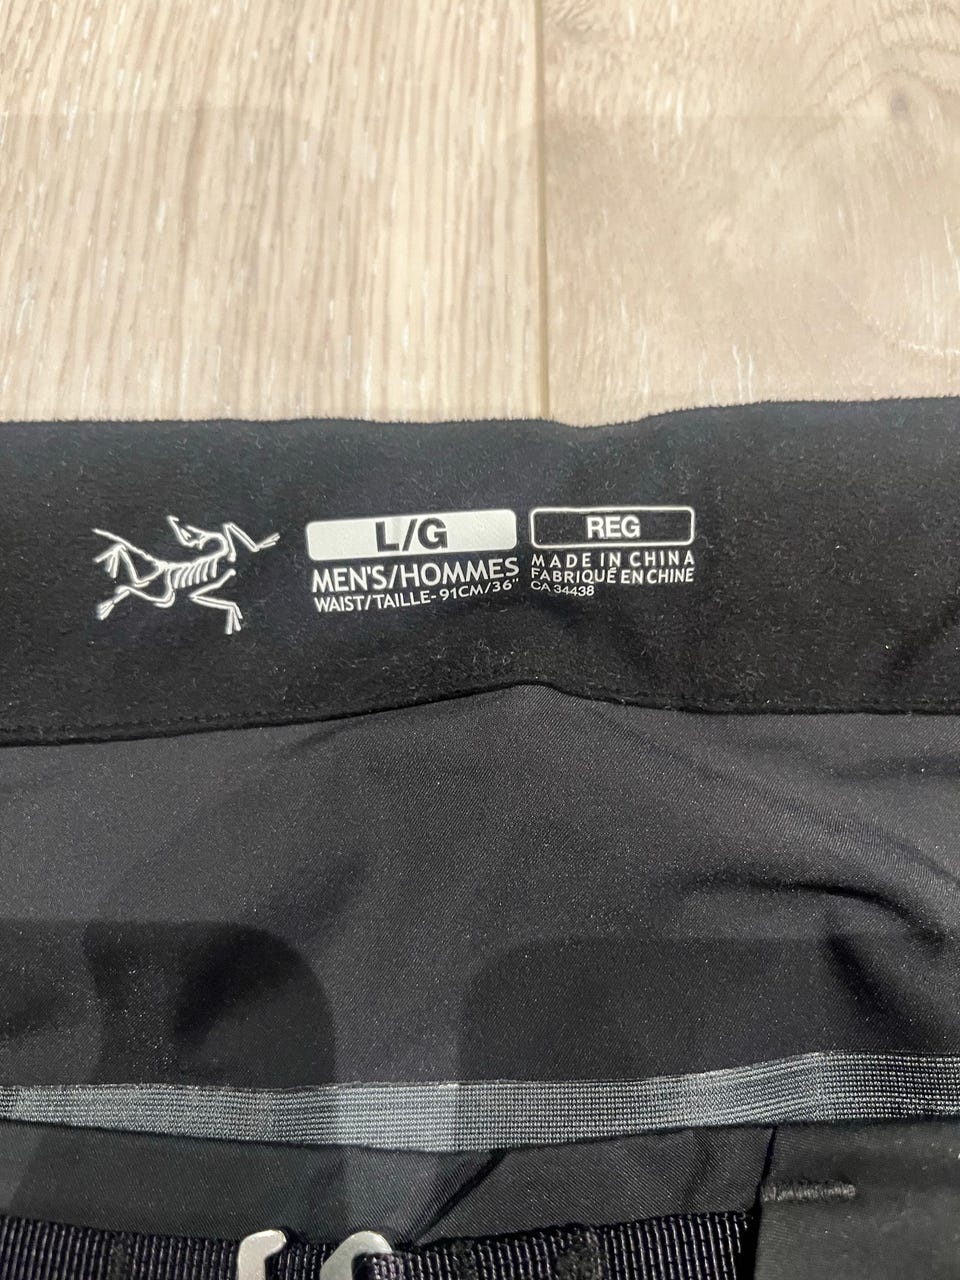 L/G
MEN'S/HOMMES
WAIST/TAILLE-91CM/36"
REG
MADE IN CHINA
FABRIQUÉ EN CHINE
CA 34438